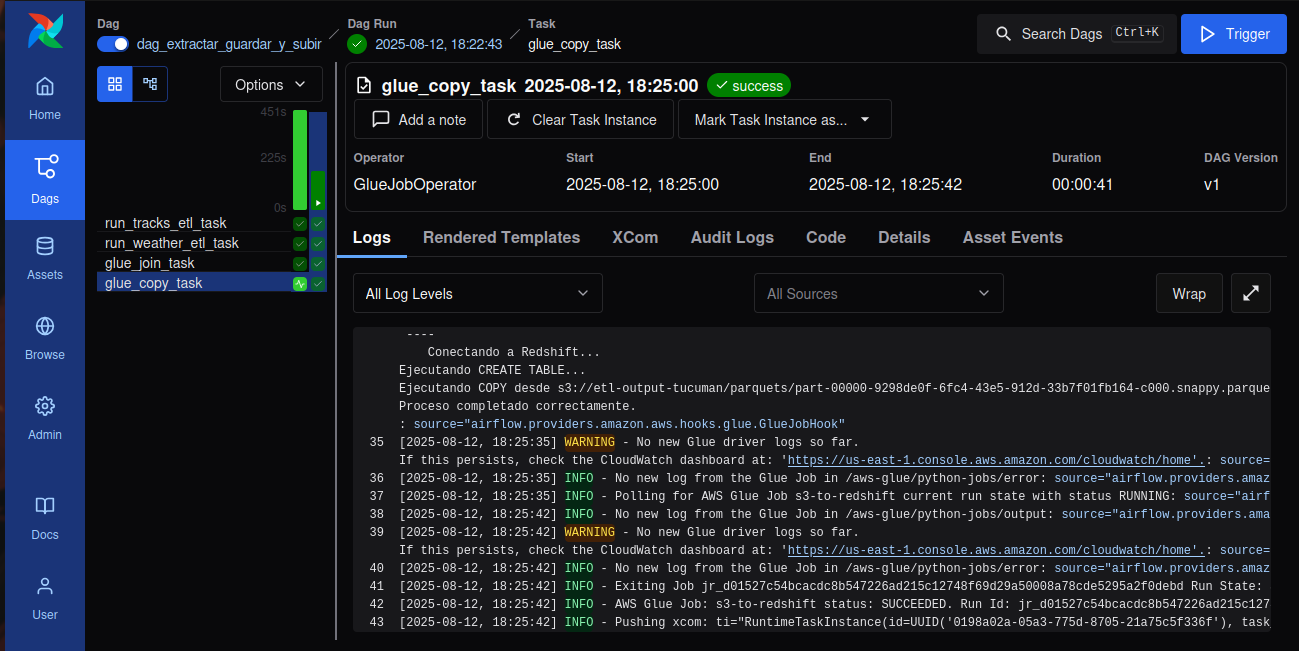 Dag
dag_extractar_guardar_y_subir
Dag Run
2025-08-12, 18:22:43
Task
glue_copy_task
Search Dags Ctrl+K
Trigger
Home
Dags
Assets
Browse
Admin
Docs
User
Options
451s
225s
0s
run_tracks_etl_task
run_weather_etl_task
glue_join_task
glue_copy_task
glue_copy_task 2025-08-12, 18:25:00 success
Add a note
Clear Task Instance
Mark Task Instance as...
Operator Start End Duration DAG Version
GlueJobOperator 2025-08-12, 18:25:00 2025-08-12, 18:25:42 00:00:41 v1
Logs Rendered Templates XCom Audit Logs Code Details Asset Events
All Log Levels All Sources Wrap
----
Conectando a Redshift...
Ejecutando CREATE TABLE...
Ejecutando COPY desde s3://etl-output-tucuman/parquets/part-00000-9298de0f-6fc4-43e5-912d-33b7f01fb164-c000.snappy.parque
Proceso completado correctamente.
: source="airflow.providers.amazon.aws.hooks.glue.GlueJobHook"
35 [2025-08-12, 18:25:35] WARNING - No new Glue driver logs so far.
If this persists, check the CloudWatch dashboard at: 'https://us-east-1.console.aws.amazon.com/cloudwatch/home'.: source=
36 [2025-08-12, 18:25:35] INFO - No new log from the Glue Job in /aws-glue/python-jobs/error: source="airflow.providers.amaz
37 [2025-08-12, 18:25:35] INFO - Polling for AWS Glue Job s3-to-redshift current run state with status RUNNING: source="airf
38 [2025-08-12, 18:25:42] INFO - No new log from the Glue Job in /aws-glue/python-jobs/output: source="airflow.providers.ama
39 [2025-08-12, 18:25:42] WARNING - No new Glue driver logs so far.
If this persists, check the CloudWatch dashboard at: 'https://us-east-1.console.aws.amazon.com/cloudwatch/home'.: source=
40 [2025-08-12, 18:25:42] INFO - No new log from the Glue Job in /aws-glue/python-jobs/error: source="airflow.providers.amaz
41 [2025-08-12, 18:25:42] INFO - Exiting Job jr_d01527c54bcacdc8b547226ad215c12748f69d29a50008a78cde5295a2f0debd Run State:
42 [2025-08-12, 18:25:42] INFO - AWS Glue Job: s3-to-redshift status: SUCCEEDED. Run Id: jr_d01527c54bcacdc8b547226ad215c127
43 [2025-08-12, 18:25:42] INFO - Pushing xcom: ti="RuntimeTaskInstance(id=UUID('0198a02a-05a3-775d-8705-21a75c5f336f'), task